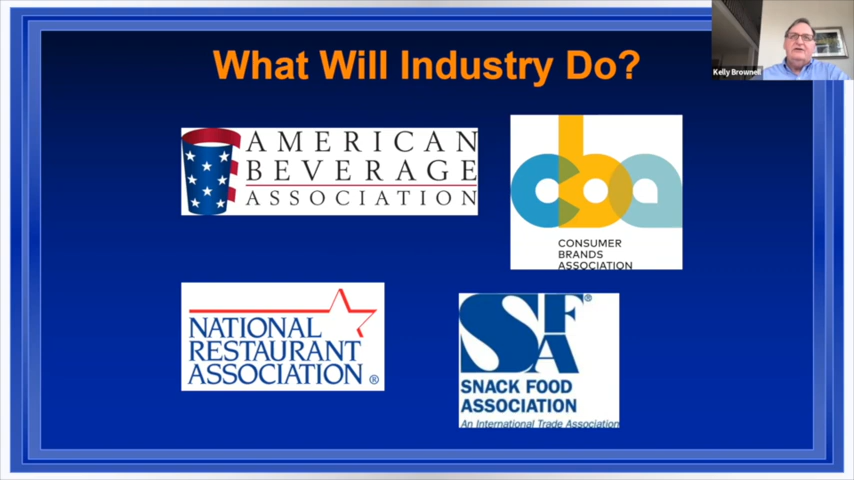 What Will Industry Do?
Kelly Brownell
AMERICAN
BEVERAGE
ASSOCIATION
cba
CONSUMER
BRANDS
ASSOCIATION
NATIONAL
RESTAURANT
ASSOCIATION®
SFA®
SNACK FOOD
ASSOCIATION
An International Trade Association